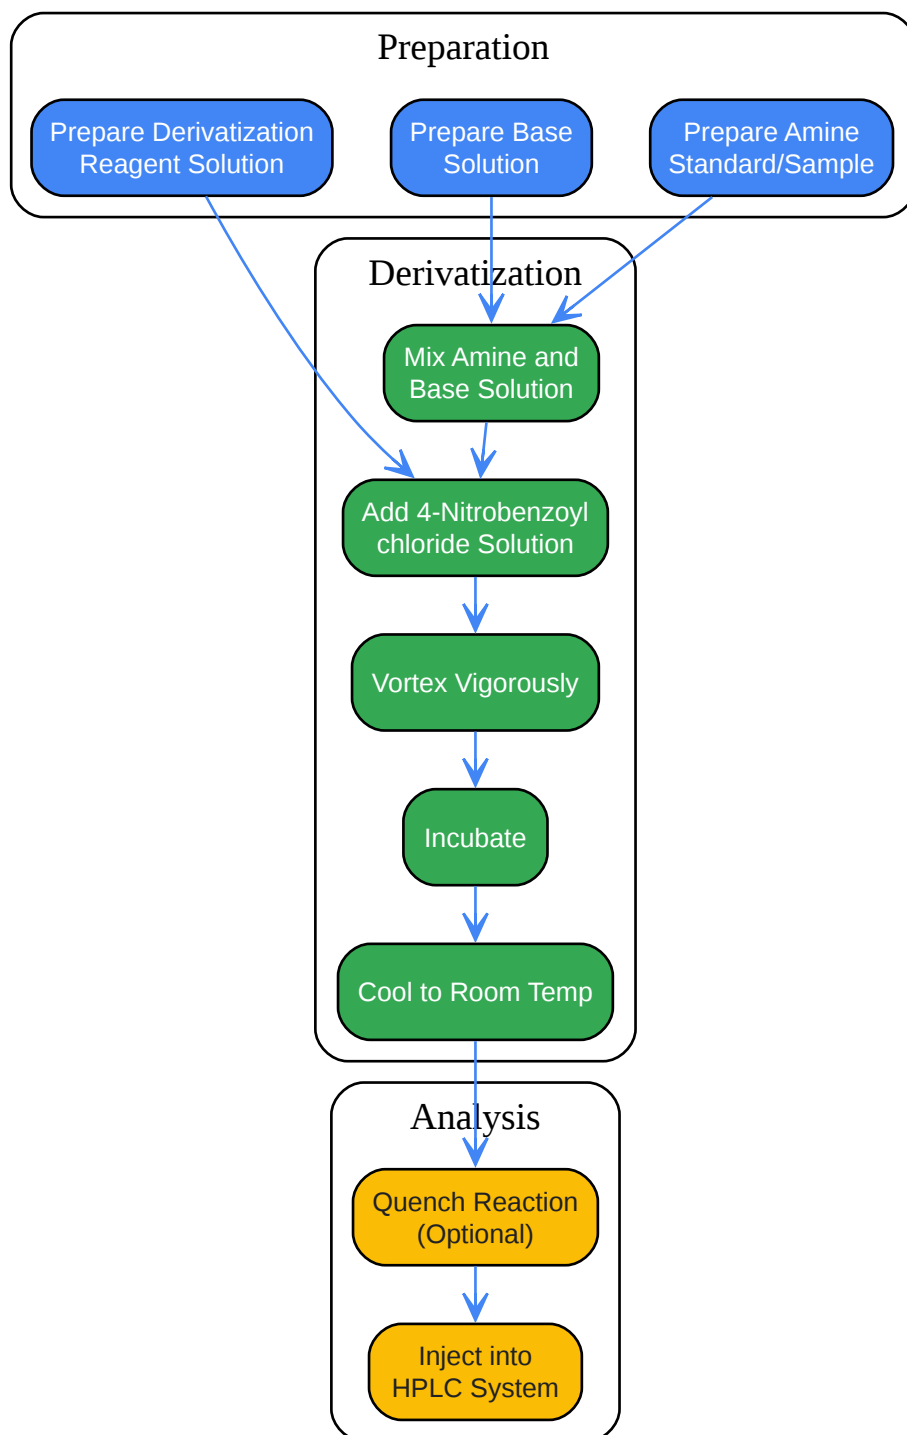 Preparation
Prepare Derivatization
Reagent Solution
Prepare Base
Solution
Prepare Amine
Standard/Sample
Derivatization
Mix Amine and
Base Solution
Add 4-Nitrobenzoyl
chloride Solution
Vortex Vigorously
Incubate
Cool to Room Temp
Analysis
Quench Reaction
(Optional)
Inject into
HPLC System